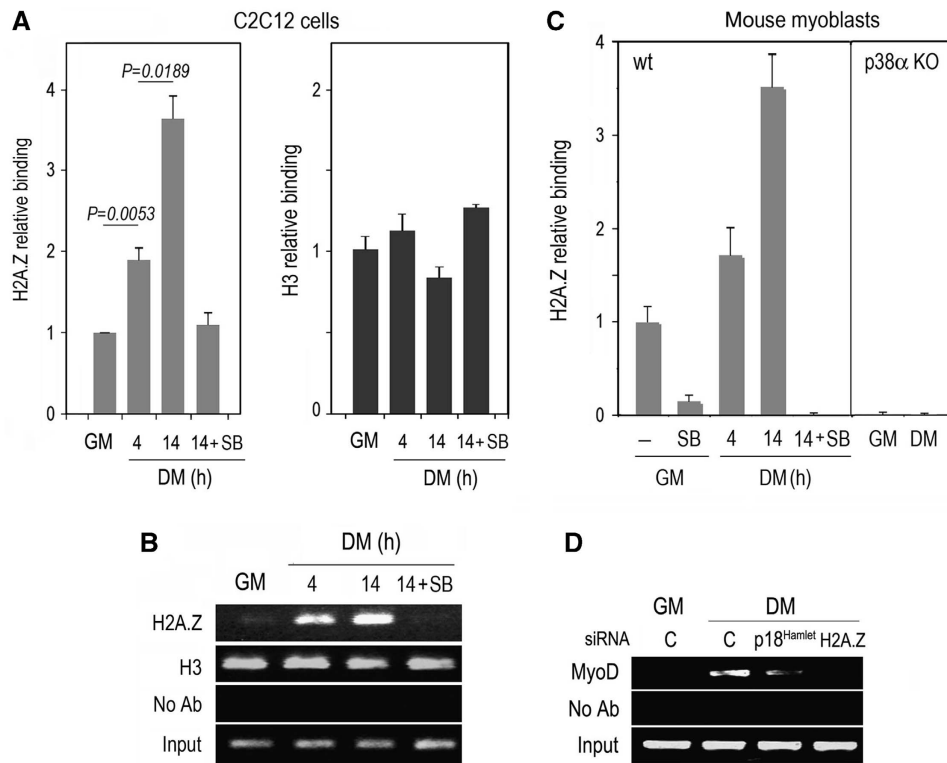 A
C2C12 cells
H2A.Z relative binding
4
3
2
1
0
P=0.0189
P=0.0053
GM
4
14
14+SB
DM (h)
H3 relative binding
2
1
0
GM
4
14
14+SB
DM (h)
C
Mouse myoblasts
H2A.Z relative binding
4
3
2
1
0
wt
p38α KO
–
SB
4
14
14+SB
GM
DM
GM
DM(h)
B
DM (h)
GM
4
14
14+SB
H2A.Z
H3
No Ab
Input
D
GM
DM
siRNA
C
C
p18Hamlet
H2A.Z
MyoD
No Ab
Input